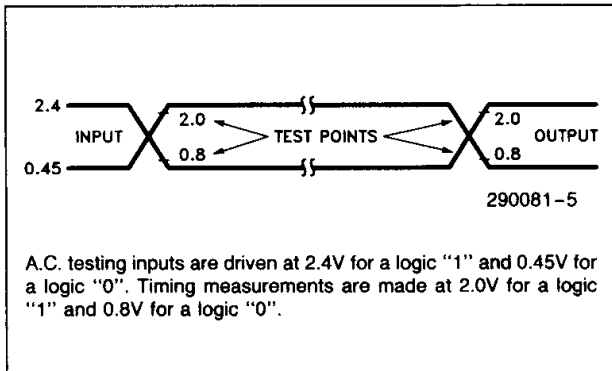 2.4
2.0
2.0
INPUT
TEST POINTS
OUTPUT
0.8
0.8
0.45
290081-5
A.C. testing inputs are driven at 2.4V for a logic "1" and 0.45V for
a logic "0". Timing measurements are made at 2.0V for a logic
"1" and 0.8V for a logic "0".